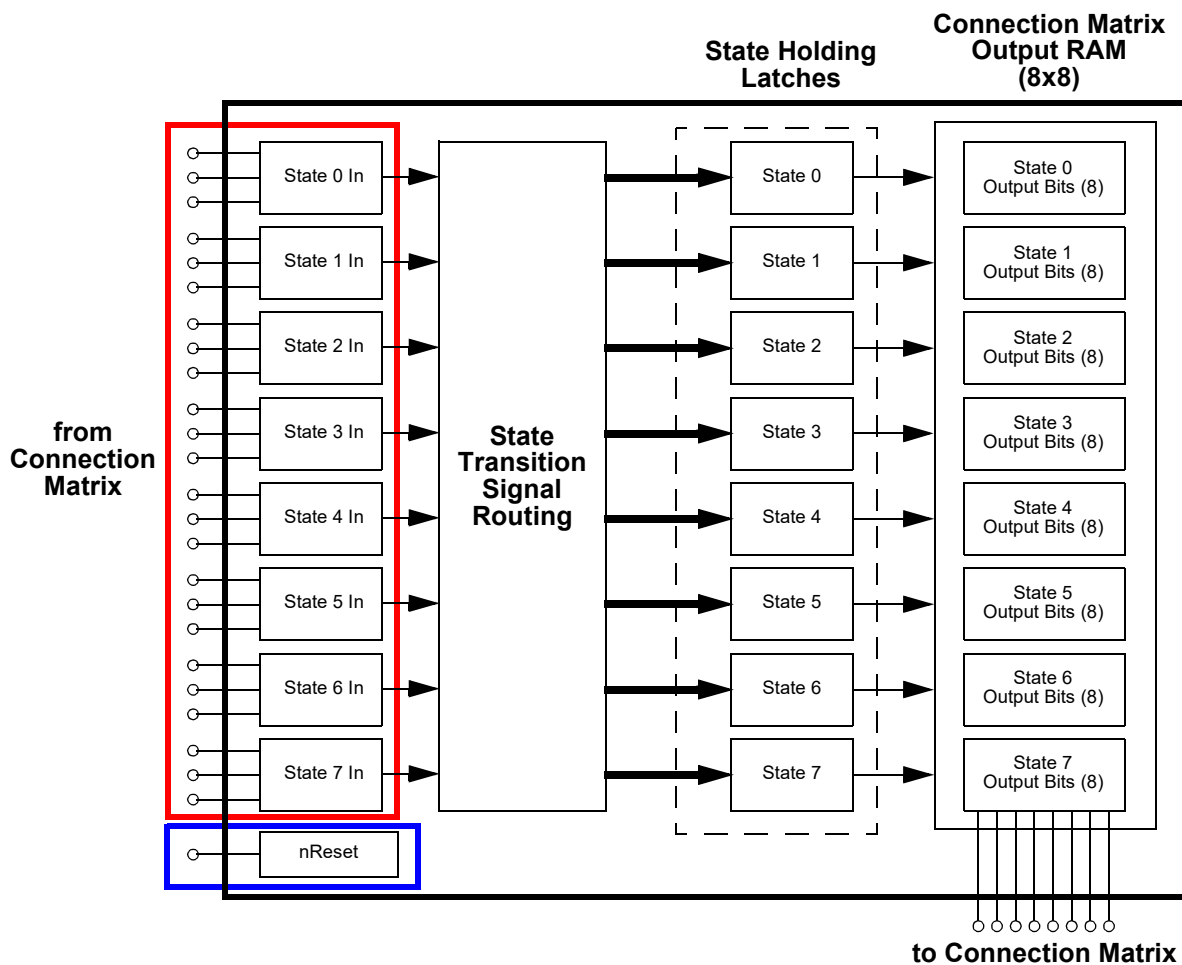 Connection Matrix
Output RAM
(8x8)
State Holding
Latches
from
Connection
Matrix
State 0 In
State 1 In
State 2 In
State 3 In
State 4 In
State 5 In
State 6 In
State 7 In
nReset
State
Transition
Signal
Routing
State 0
State 1
State 2
State 3
State 4
State 5
State 6
State 7
State 0
Output Bits (8)
State 1
Output Bits (8)
State 2
Output Bits (8)
State 3
Output Bits (8)
State 4
Output Bits (8)
State 5
Output Bits (8)
State 6
Output Bits (8)
State 7
Output Bits (8)
to Connection Matrix